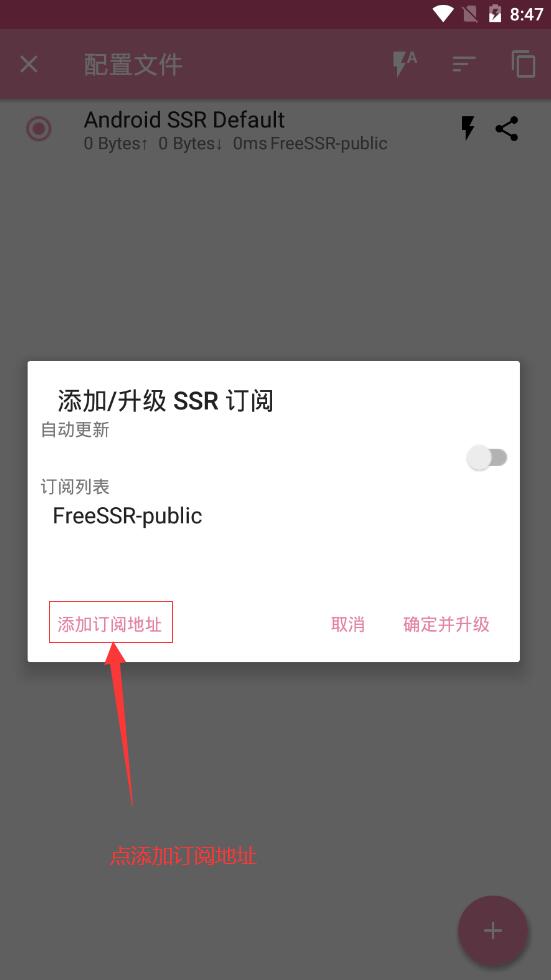 8:47
配置文件
A
Android SSR Default
0 Bytes↑ 0 Bytes↓ 0ms FreeSSR-public
添加/升级 SSR 订阅
自动更新
订阅列表
FreeSSR-public
添加订阅地址 取消 确定并升级
点添加订阅地址